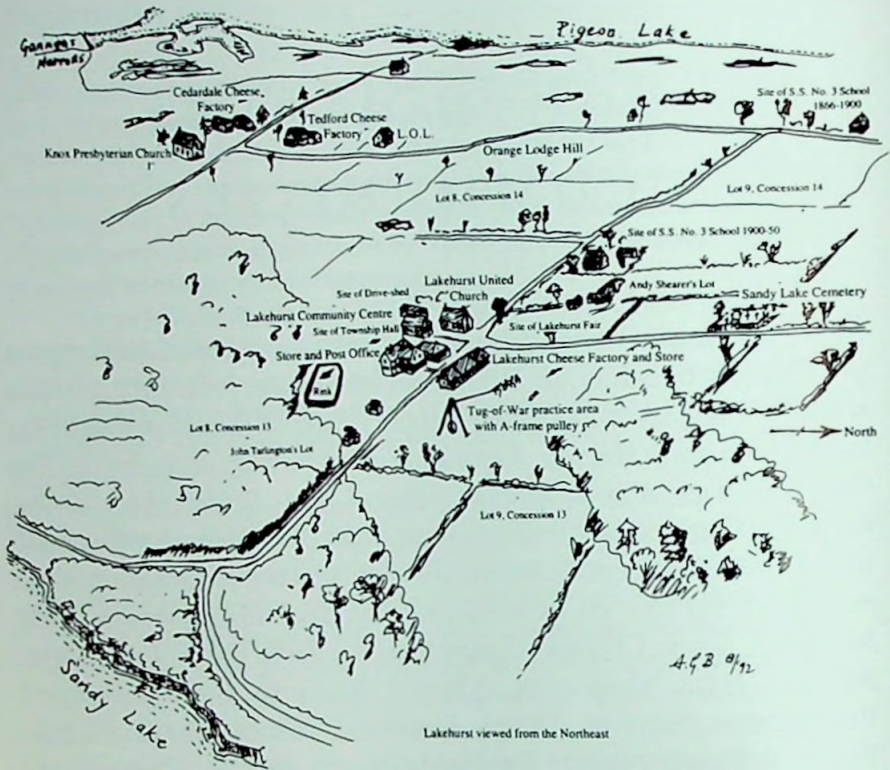 Pigeon Lake
Gannons
Narrows
Cedardale Cheese
Factory
Site of S.S. No. 3 School
1866-1900
Tedford Cheese
Factory
L.O.L.
Knox Presbyterian Church
Orange Lodge Hill
Lot 8, Concession 14
Lot 9, Concession 14
Site of S.S. No. 3 School 1900-50
Lakehurst United
Church
Andy Shearer's Lot
Site of Drive-shed
Sandy Lake Cemetery
Lakehurst Community Centre
Site of Township Hall
Site of Lakehurst Fair
Store and Post Office
Lakehurst Cheese Factory and Store
Rink
Tug-of-War practice area
with A-frame pulley
North
Lot 8, Concession 13
John Tarlington's Lot
Lot 9, Concession 13
A.G.B 8/92
Sandy Lake
Lakehurst viewed from the Northeast